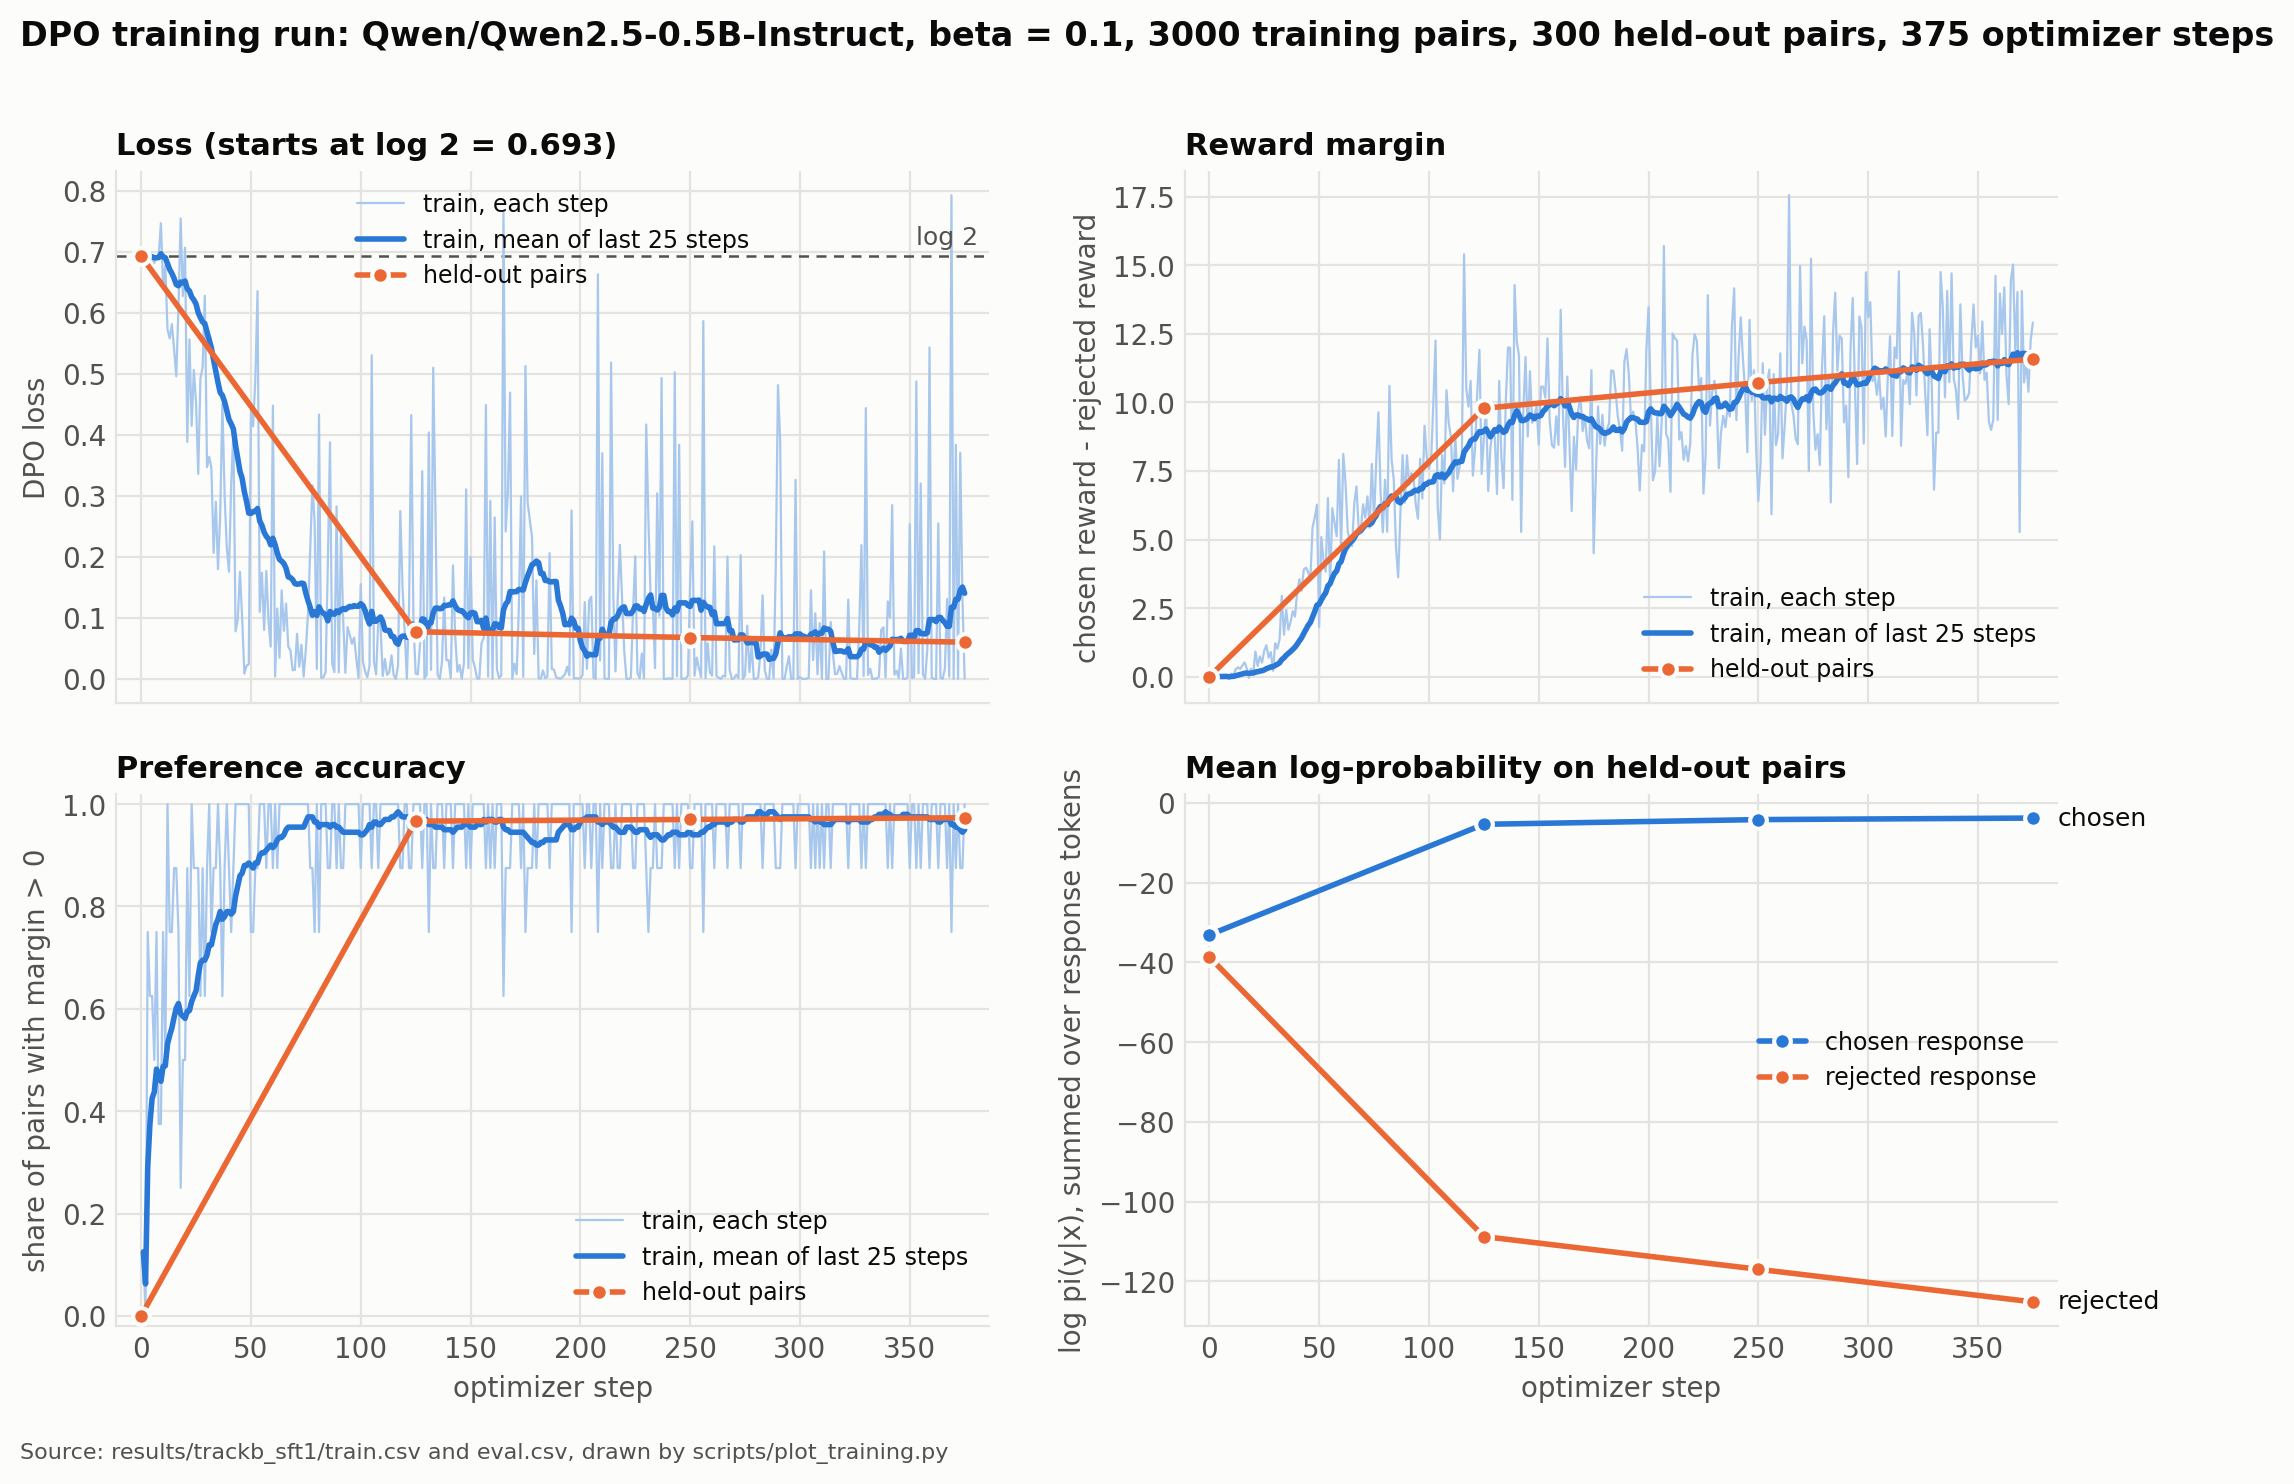 DPO training run: Qwen/Qwen2.5-0.5B-Instruct, beta = 0.1, 3000 training pairs, 300 held-out pairs, 375 optimizer steps
Loss (starts at log 2 = 0.693)
DPO loss
0.8
0.7
0.6
0.5
0.4
0.3
0.2
0.1
0.0
train, each step
train, mean of last 25 steps
held-out pairs
log 2
Reward margin
chosen reward - rejected reward
17.5
15.0
12.5
10.0
7.5
5.0
2.5
0.0
train, each step
train, mean of last 25 steps
held-out pairs
Preference accuracy
share of pairs with margin > 0
1.0
0.8
0.6
0.4
0.2
0.0
train, each step
train, mean of last 25 steps
held-out pairs
0 50 100 150 200 250 300 350
optimizer step
Mean log-probability on held-out pairs
log pi(y|x), summed over response tokens
0
−20
−40
−60
−80
−100
−120
chosen
chosen response
rejected response
rejected
0 50 100 150 200 250 300 350
optimizer step
Source: results/trackb_sft1/train.csv and eval.csv, drawn by scripts/plot_training.py